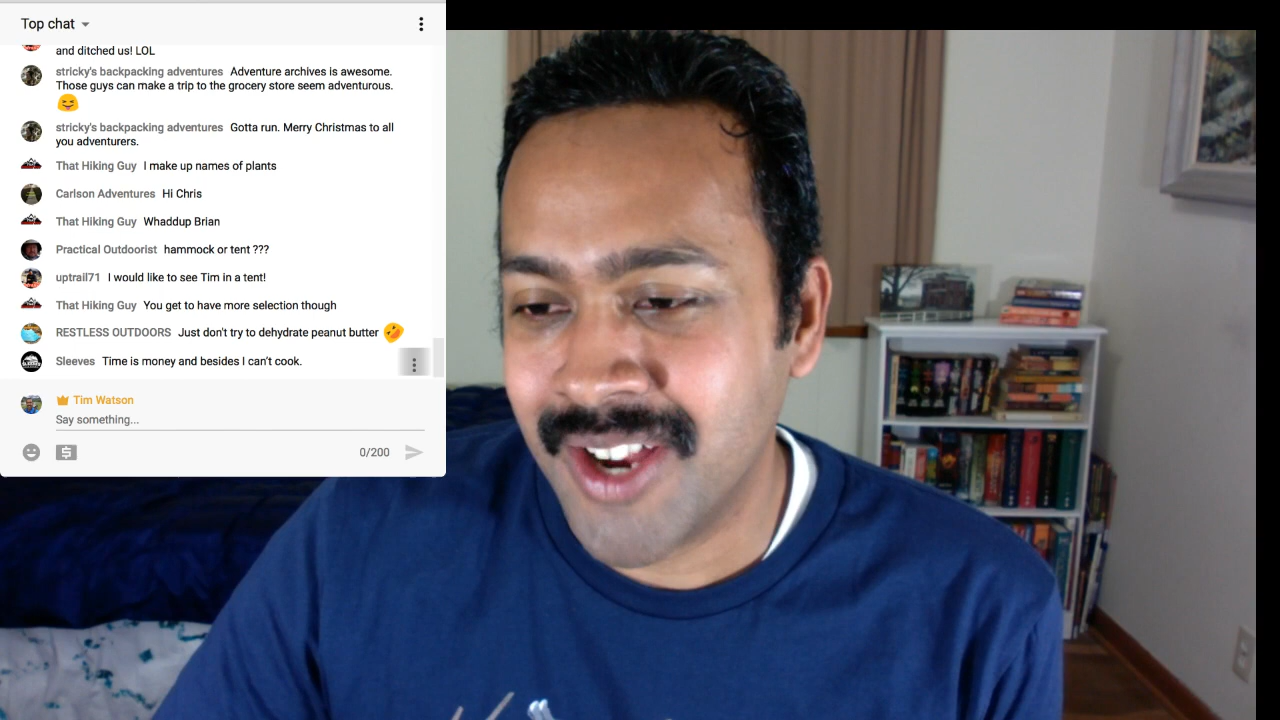 Top chat
and ditched us! LOL
stricky's backpacking adventures Adventure archives is awesome.
Those guys can make a trip to the grocery store seem adventurous.
stricky's backpacking adventures Gotta run. Merry Christmas to all
you adventurers.
That Hiking Guy I make up names of plants
Carlson Adventures Hi Chris
That Hiking Guy Whaddup Brian
Practical Outdoorist hammock or tent ???
uptrail71 I would like to see Tim in a tent!
That Hiking Guy You get to have more selection though
RESTLESS OUTDOORS Just don't try to dehydrate peanut butter
Sleeves Time is money and besides I can't cook.
Tim Watson
Say something...
0/200